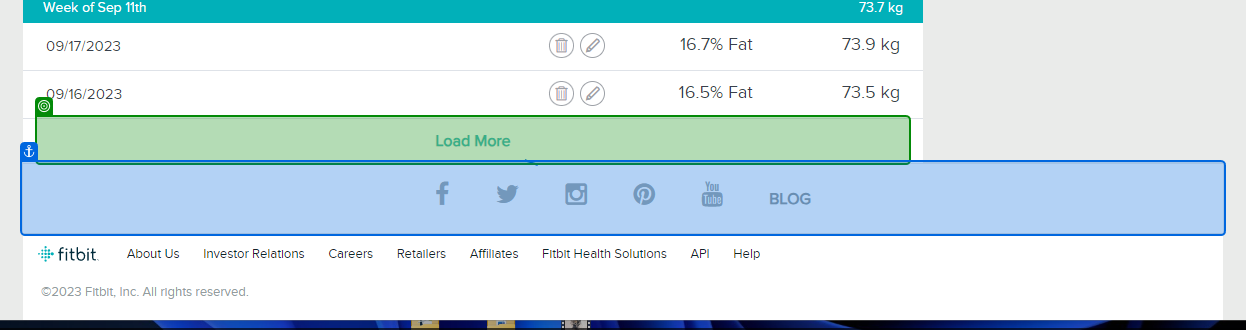 Week of Sep 11th 73.7 kg
09/17/2023 16.7% Fat 73.9 kg
09/16/2023 16.5% Fat 73.5 kg
Load More
You Tube BLOG
fitbit. About Us Investor Relations Careers Retailers Affiliates Fitbit Health Solutions API Help
©2023 Fitbit, Inc. All rights reserved.